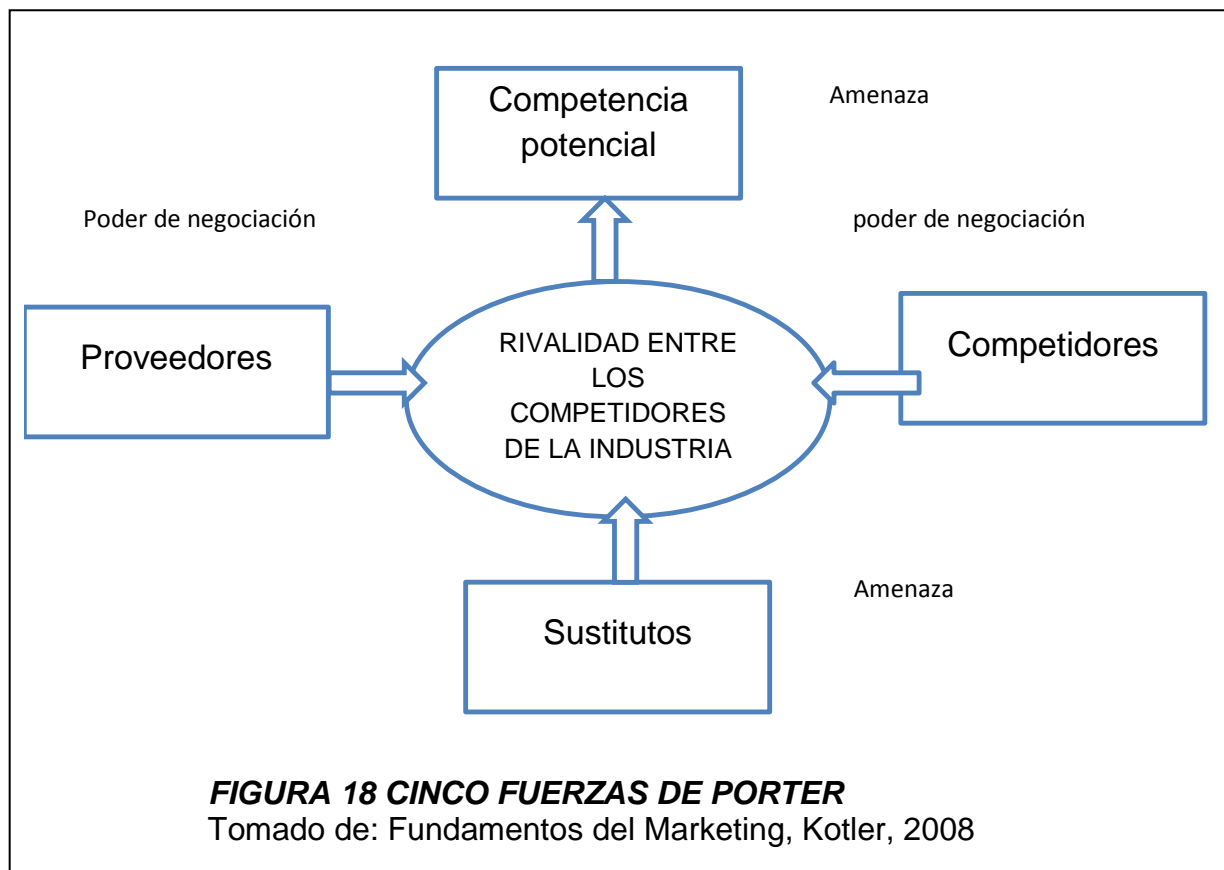 Competencia
potencial
Amenaza
Poder de negociación
poder de negociación
Proveedores
RIVALIDAD ENTRE
LOS
COMPETIDORES
DE LA INDUSTRIA
Competidores
Sustitutos
Amenaza
FIGURA 18 CINCO FUERZAS DE PORTER
Tomado de: Fundamentos del Marketing, Kotler, 2008